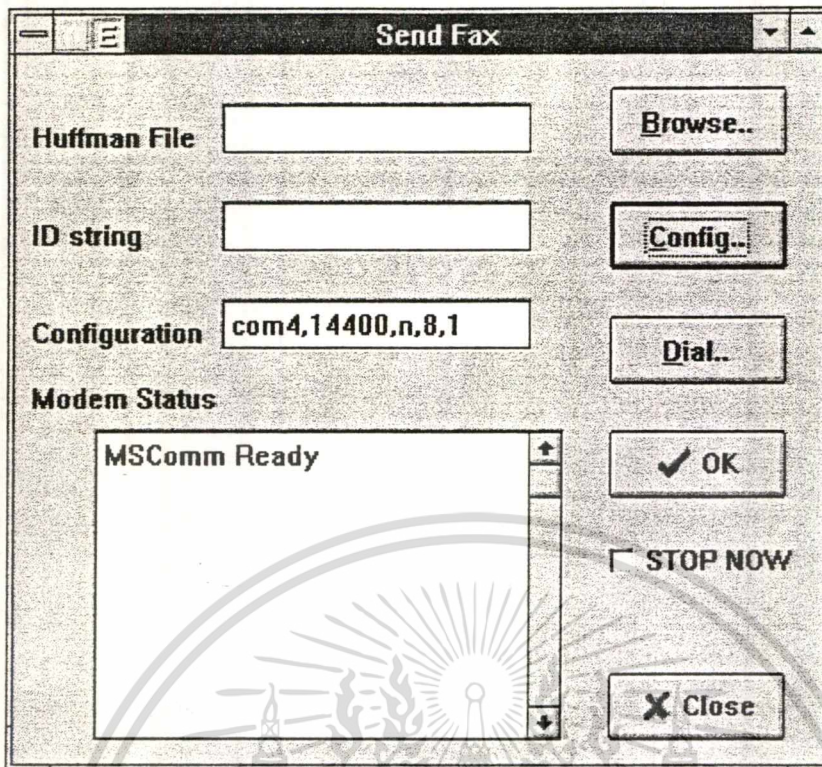 Send Fax
Huffman File
Browse..
ID string
Config..
Configuration com4,14400,n,8,1
Dial..
Modem Status
MSComm Ready
OK
STOP NOW
Close